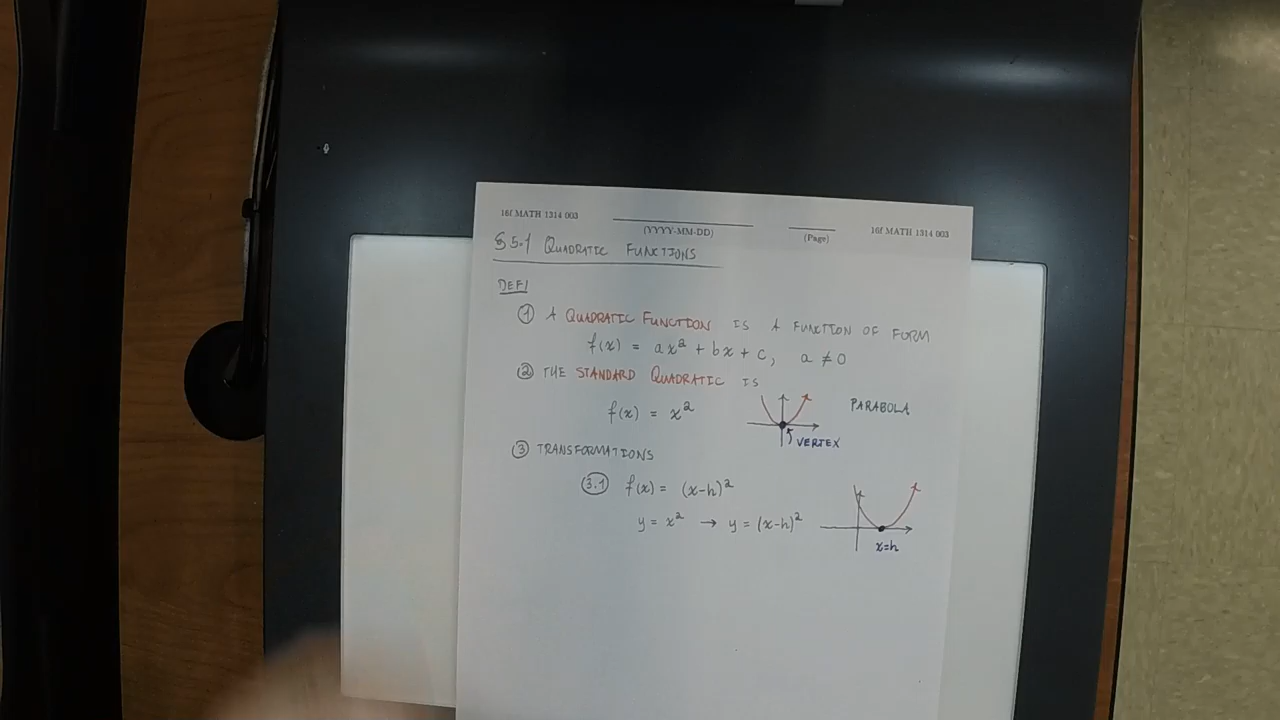 16f MATH 1314 003 (YYYY-MM-DD) (Page) 16f MATH 1314 003
§5.1 QUADRATIC FUNCTIONS
DEF1
① A QUADRATIC FUNCTION IS A FUNCTION OF FORM
f(x) = ax² + bx + c, a ≠ 0
② THE STANDARD QUADRATIC IS
f(x) = x² PARABOLA
VERTEX
③ TRANSFORMATIONS
3.1 f(x) = (x-h)²
y = x² → y = (x-h)²
x=h